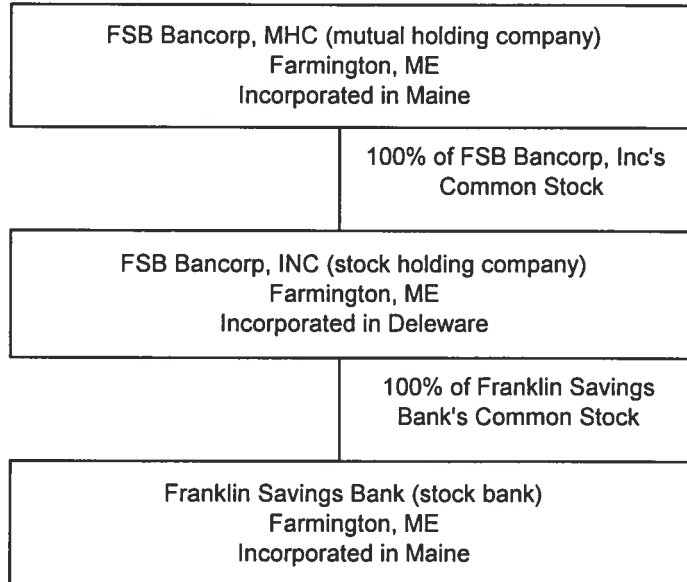 FSB Bancorp, MHC (mutual holding company)
Farmington, ME
Incorporated in Maine
100% of FSB Bancorp, Inc's
Common Stock
FSB Bancorp, INC (stock holding company)
Farmington, ME
Incorporated in Deleware
100% of Franklin Savings
Bank's Common Stock
Franklin Savings Bank (stock bank)
Farmington, ME
Incorporated in Maine